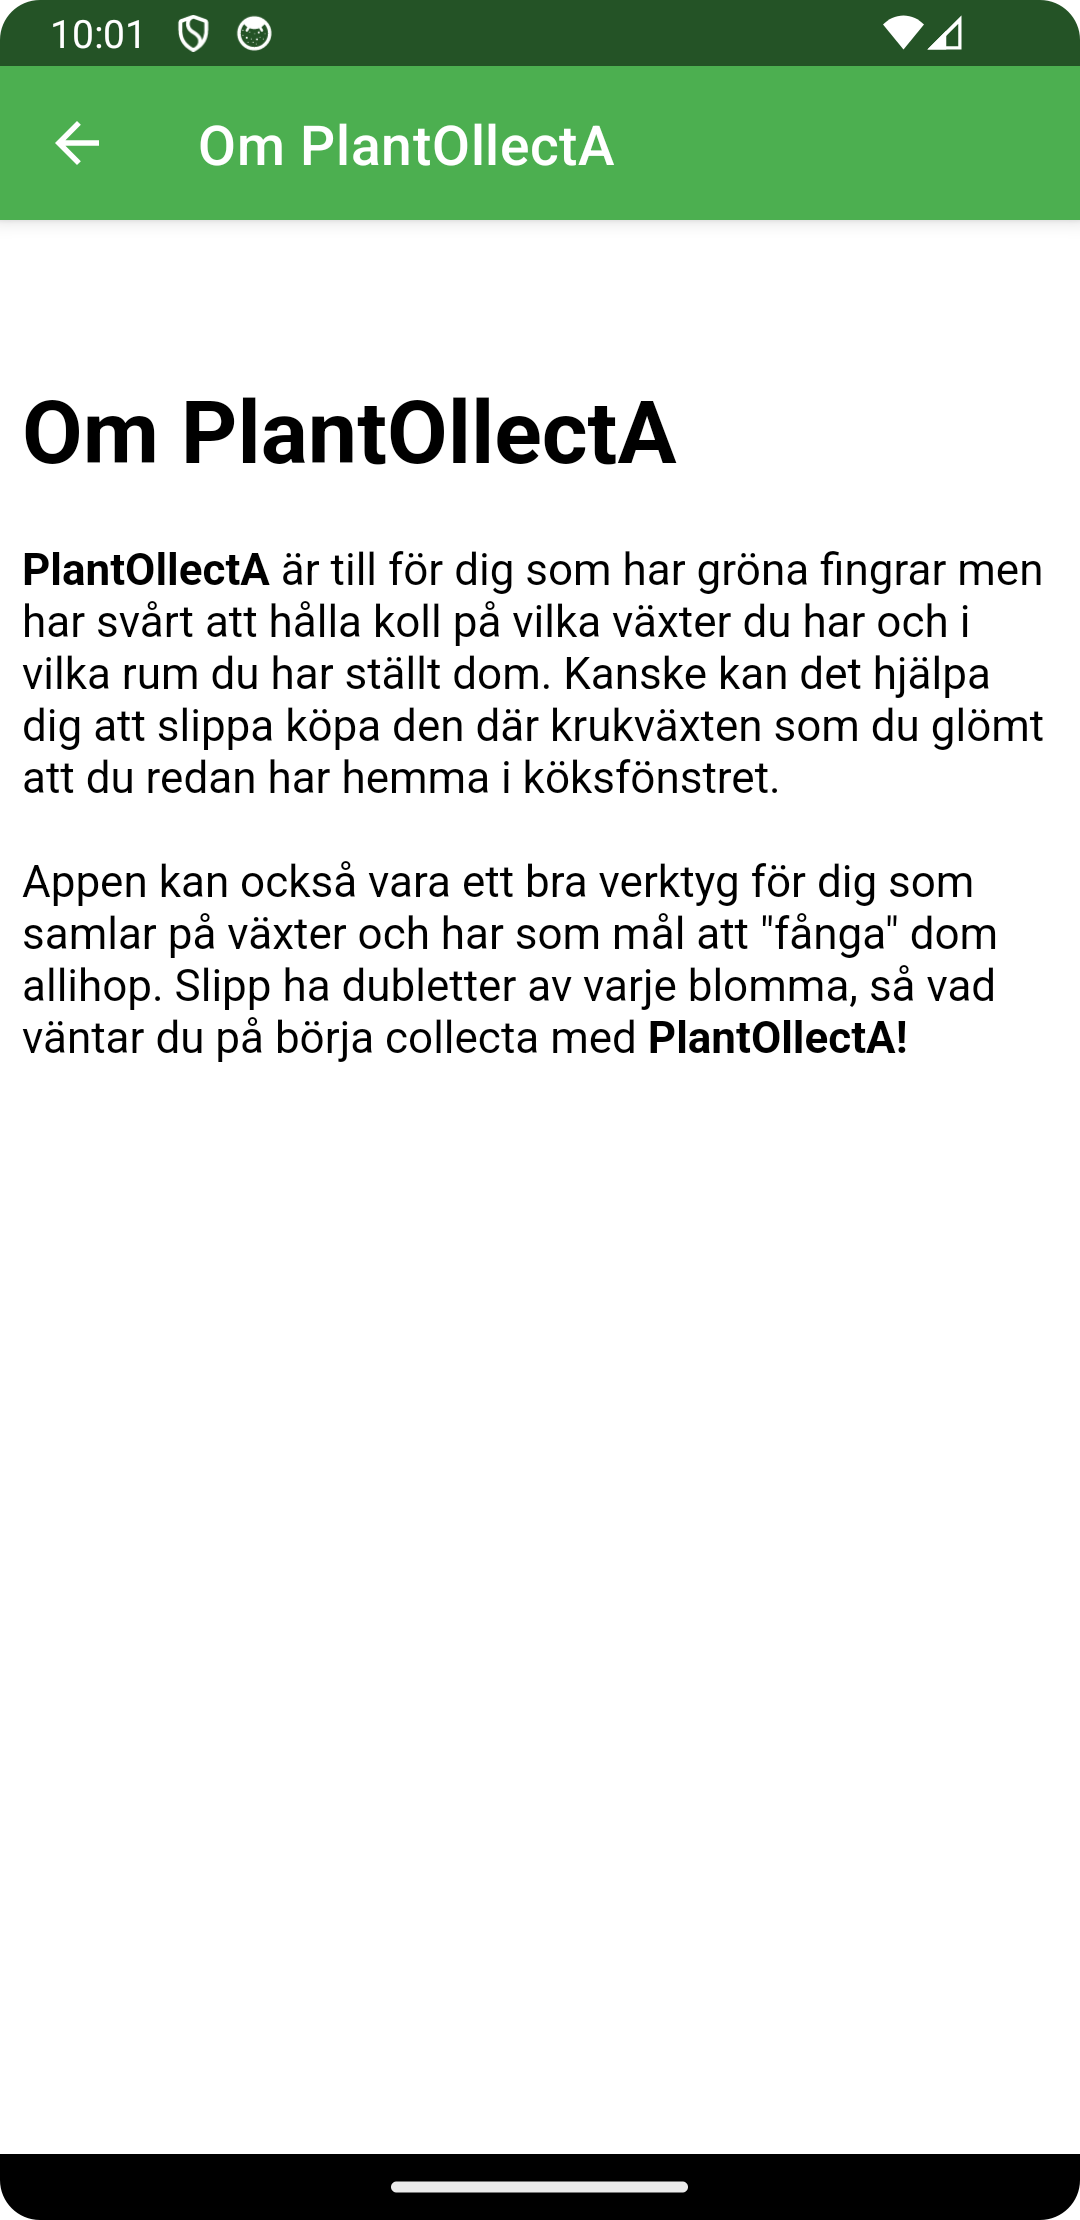 10:01
Om PlantOllectA
Om PlantOllectA
PlantOllectA är till för dig som har gröna fingrar men
har svårt att hålla koll på vilka växter du har och i
vilka rum du har ställt dom. Kanske kan det hjälpa
dig att slippa köpa den där krukväxten som du glömt
att du redan har hemma i köksfönstret.
Appen kan också vara ett bra verktyg för dig som
samlar på växter och har som mål att "fånga" dom
allihop. Slipp ha dubletter av varje blomma, så vad
väntar du på börja collecta med PlantOllectA!